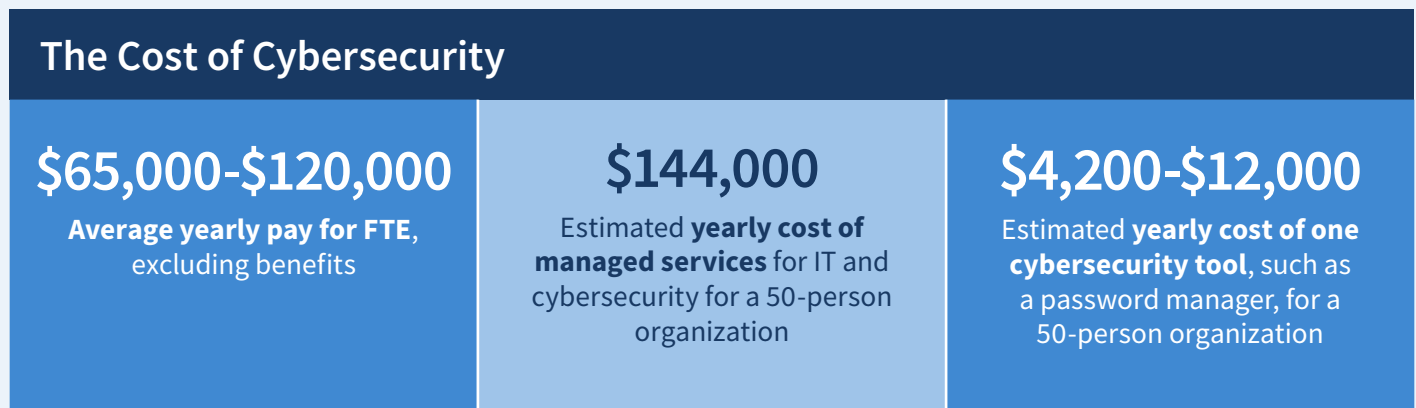 The Cost of Cybersecurity
$65,000-$120,000
Average yearly pay for FTE,
excluding benefits
$144,000
Estimated yearly cost of
managed services for IT and
cybersecurity for a 50-person
organization
$4,200-$12,000
Estimated yearly cost of one
cybersecurity tool, such as
a password manager, for a
50-person organization